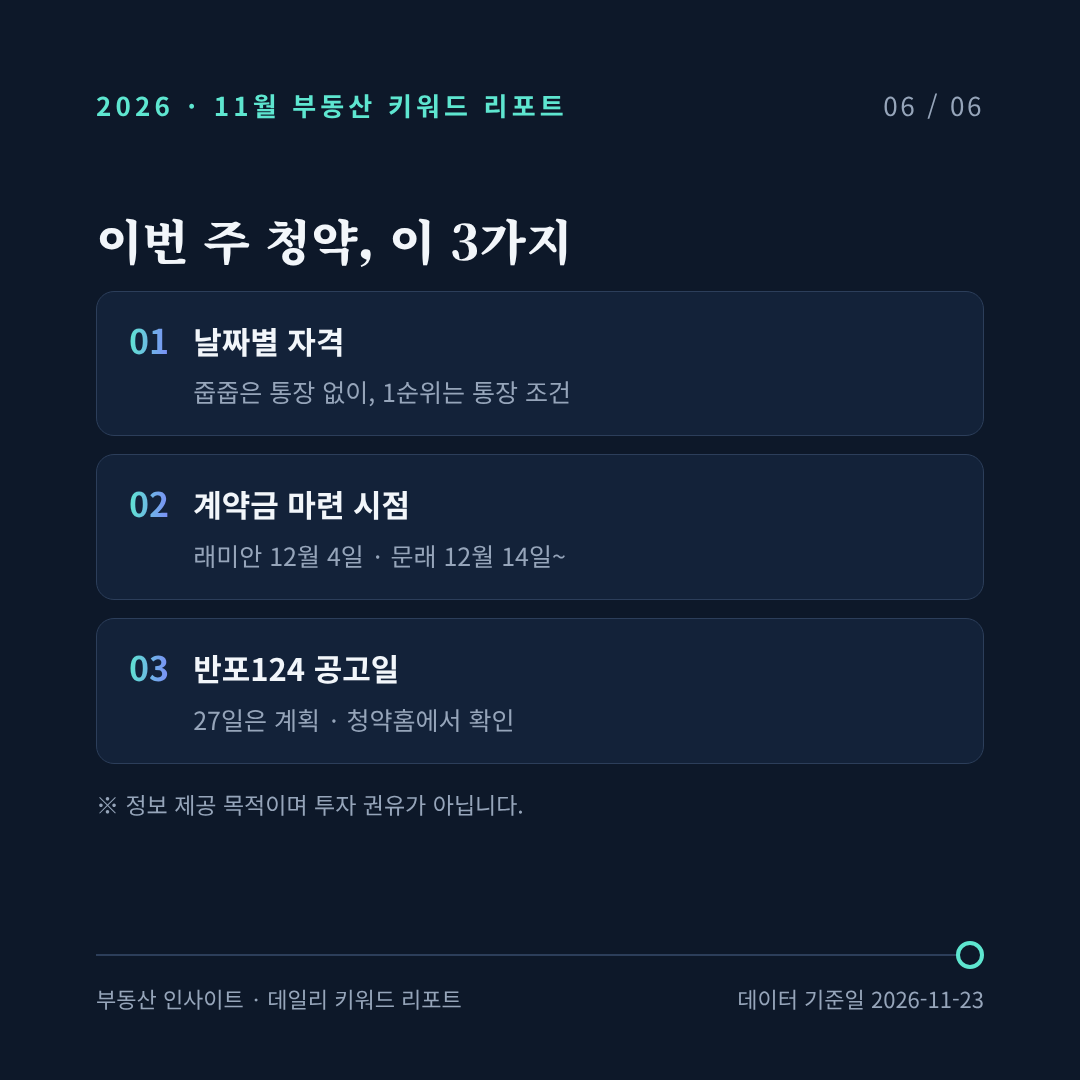 2026 · 11월 부동산 키워드 리포트
06 / 06
이번 주 청약, 이 3가지
01 날짜별 자격
줍줍은 통장 없이, 1순위는 통장 조건
02 계약금 마련 시점
래미안 12월 4일 · 문래 12월 14일~
03 반포124 공고일
27일은 계획 · 청약홈에서 확인
※ 정보 제공 목적이며 투자 권유가 아닙니다.
부동산 인사이트 · 데일리 키워드 리포트
데이터 기준일 2026-11-23